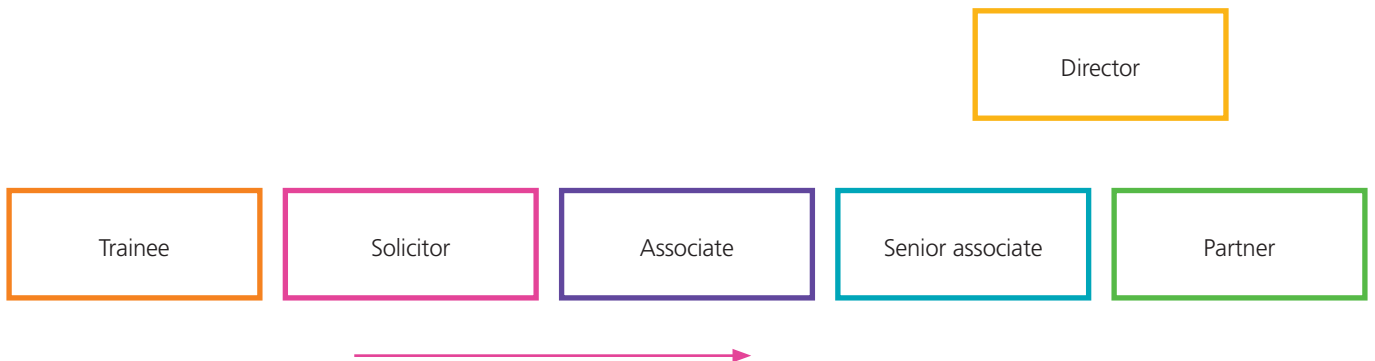 Director
Trainee
Solicitor
Associate
Senior associate
Partner